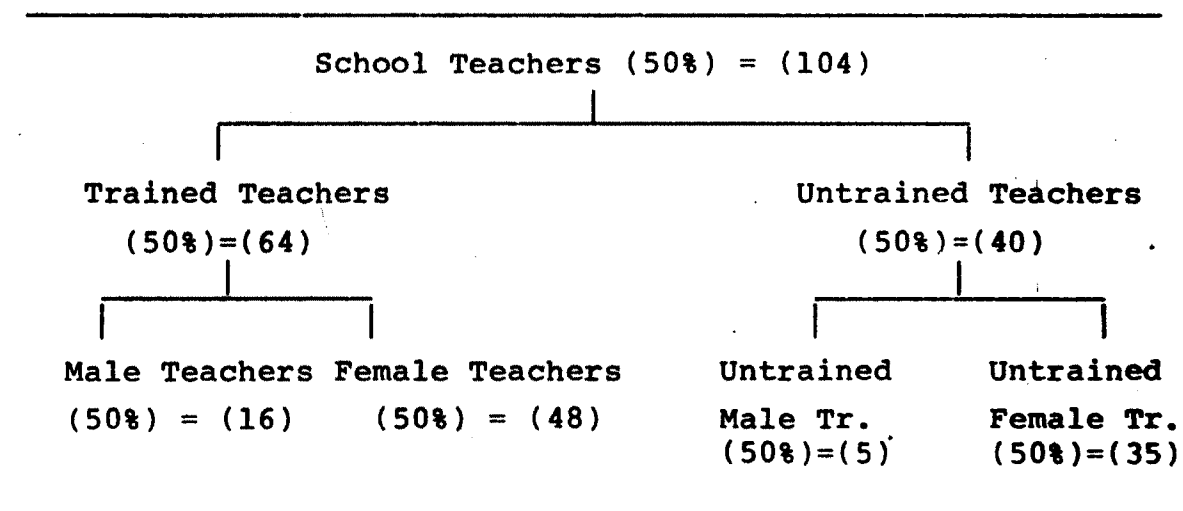 School Teachers (50%) = (104)
Trained Teachers Untrained Teachers
(50%)=(64) (50%)=(40)
Male Teachers Female Teachers Untrained Untrained
(50%) = (16) (50%) = (48) Male Tr. Female Tr.
(50%)=(5) (50%)=(35)